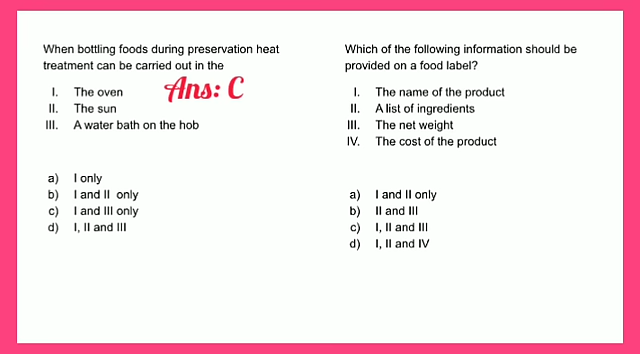 When bottling foods during preservation heat
treatment can be carried out in the
I. The oven
Ans: C
II. The sun
III. A water bath on the hob
a) I only
b) I and II only
c) I and III only
d) I, II and III
Which of the following information should be
provided on a food label?
I. The name of the product
II. A list of ingredients
III. The net weight
IV. The cost of the product
a) I and II only
b) II and III
c) I, II and III
d) I, II and IV